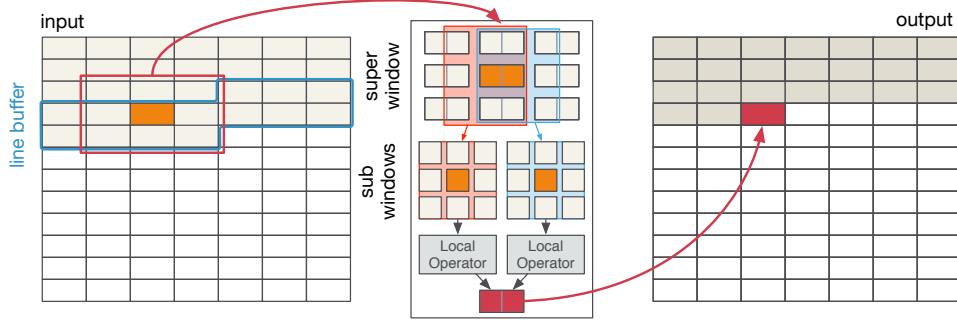 input
output
line buffer
super
window
sub
windows
Local
Operator
Local
Operator